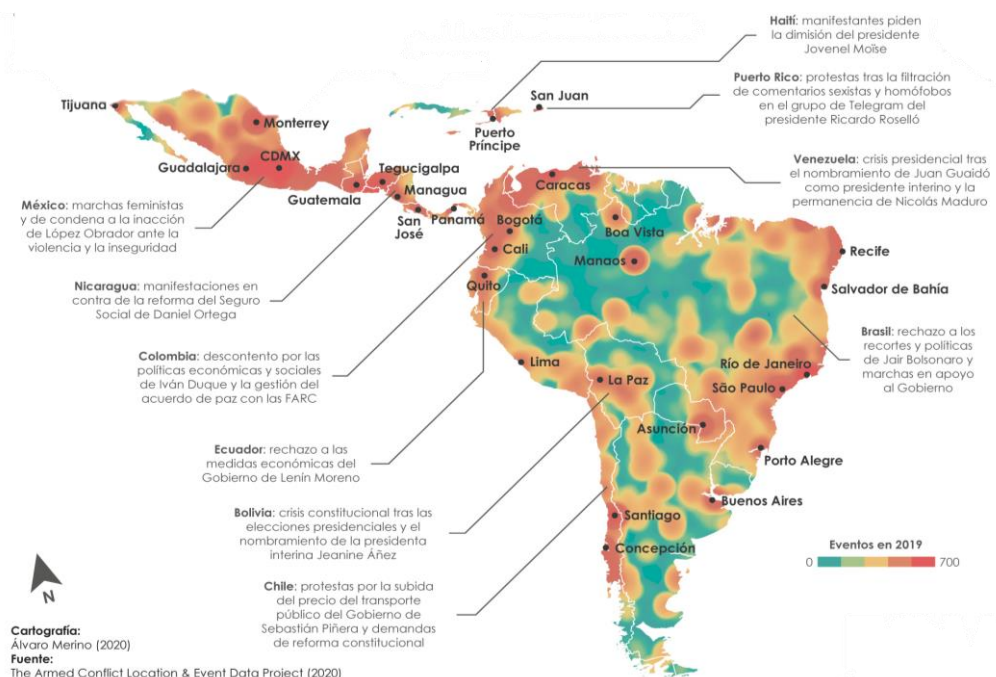 Haití: manifestantes piden
la dimisión del presidente
Jovenel Moïse
Puerto Rico: protestas tras la filtración
de comentarios sexistas y homófobos
en el grupo de Telegram del
presidente Ricardo Roselló
Venezuela: crisis presidencial tras
el nombramiento de Juan Guaidó
como presidente interino y la
permanencia de Nicolás Maduro
Tijuana
Monterrey
San Juan
Puerto
Príncipe
Guadalajara
CDMX
Tegucigalpa
Guatemala
Managua
San
José
Panamá
Caracas
Bogotá
Boa Vista
Cali
Manaos
Quito
Recife
Salvador de Bahía
México: marchas feministas
y de condena a la inacción
de López Obrador ante la
violencia y la inseguridad
Nicaragua: manifestaciones en
contra de la reforma del Seguro
Social de Daniel Ortega
Colombia: descontento por las
políticas económicas y sociales
de Iván Duque y la gestión del
acuerdo de paz con las FARC
Brasil: rechazo a los
recortes y políticas
de Jair Bolsonaro y
marchas en apoyo
al Gobierno
Lima
La Paz
Río de Janeiro
São Paulo
Asunción
Porto Alegre
Ecuador: rechazo a las
medidas económicas del
Gobierno de Lenín Moreno
Bolivia: crisis constitucional tras las
elecciones presidenciales y el
nombramiento de la presidenta
interina Jeanine Áñez
Buenos Aires
Santiago
Concepción
Chile: protestas por la subida
del precio del transporte
público del Gobierno de
Sebastián Piñera y demandas
de reforma constitucional
Eventos en 2019
0 700
N
Cartografía:
Álvaro Merino (2020)
Fuente:
The Armed Conflict Location & Event Data Project (2020)